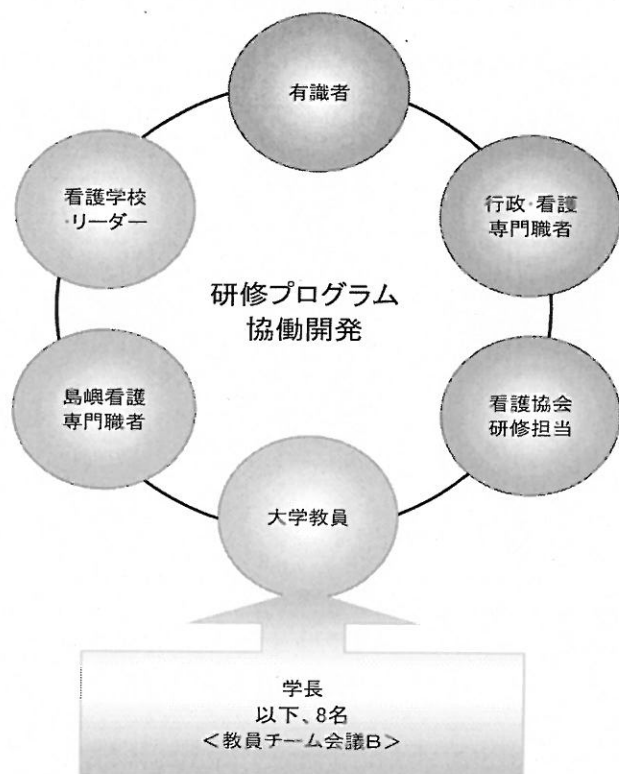 有識者
看護学校
・リーダー
行政・看護
専門職者
研修プログラム
協働開発
島嶼看護
専門職者
看護協会
研修担当
大学教員
学長
以下、8名
＜教員チーム会議B＞